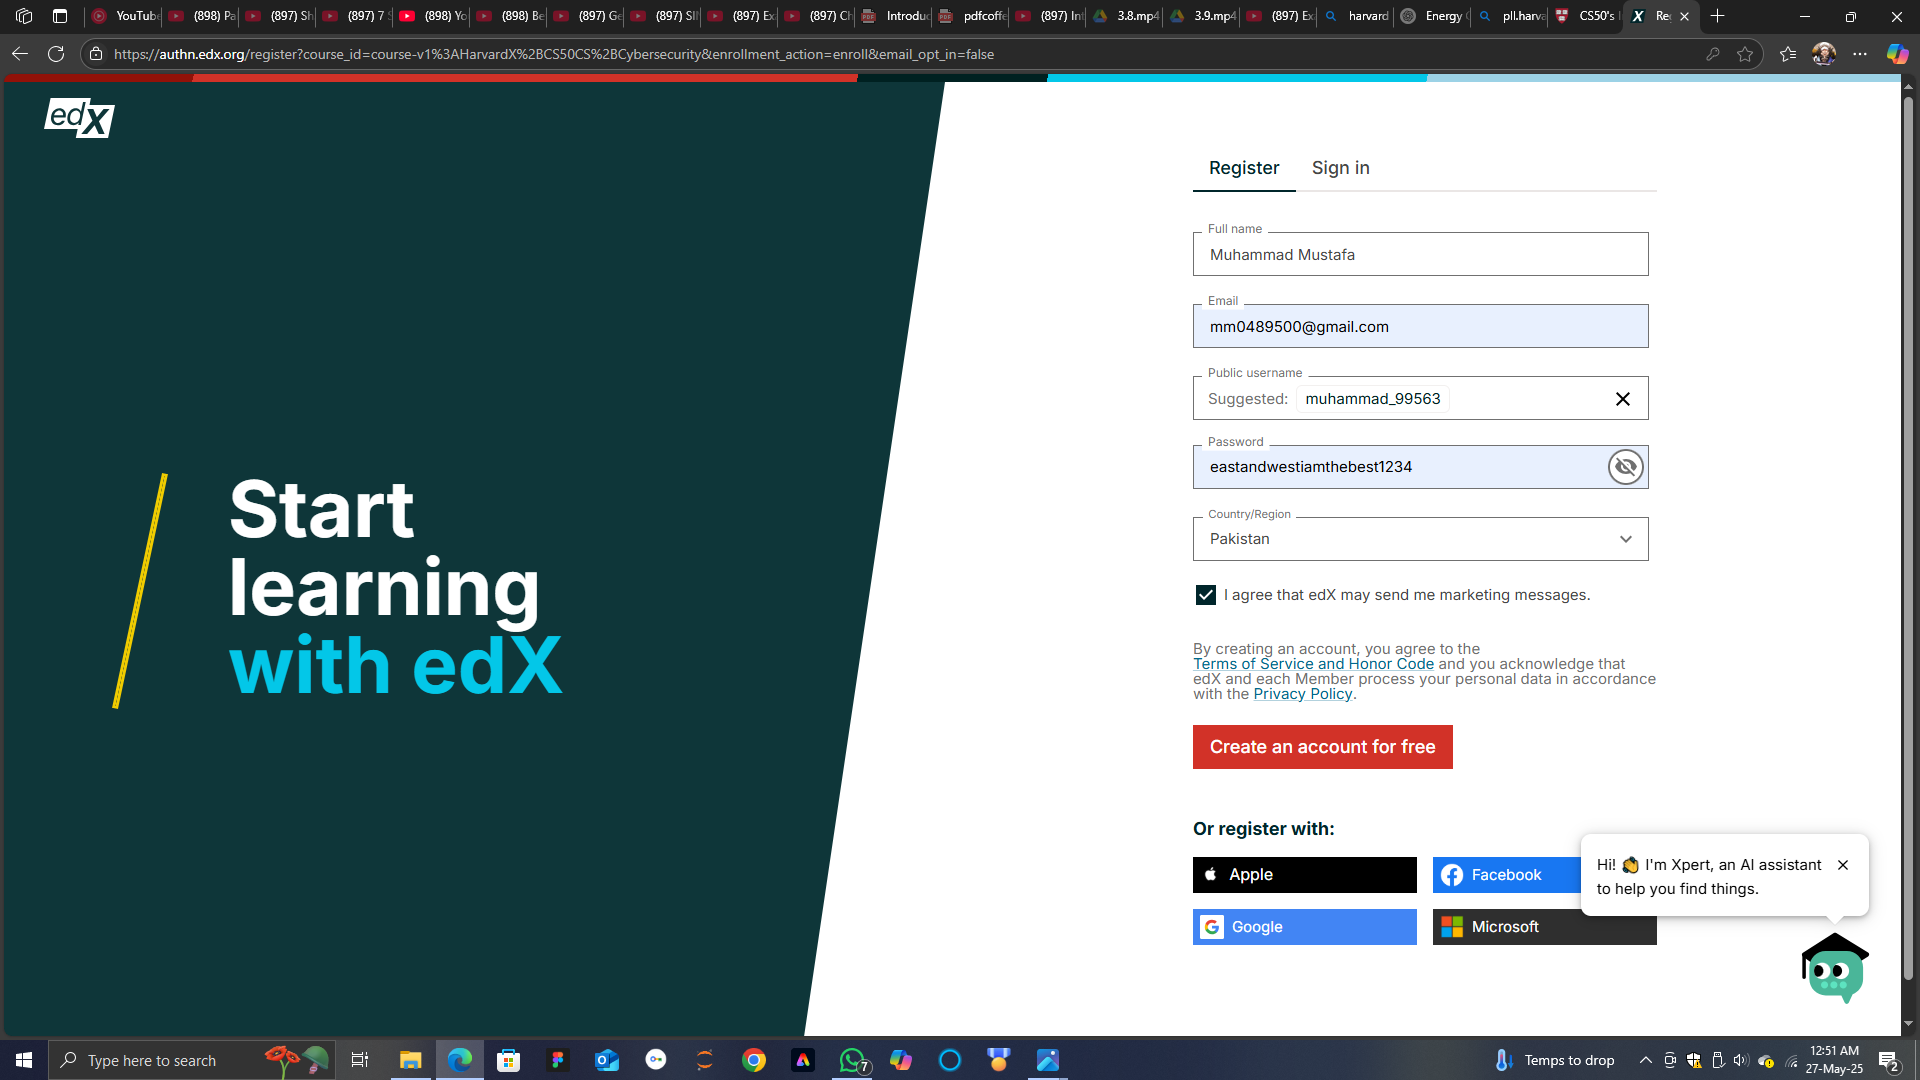 YouTube
(898) Pa
(897) Sh
(897) 7 S
(898) Yo
(898) Be
(897) Ge
(897) SII
(897) Ex
(897) Ch
Introduc
pdfcoffe
(897) Int
3.8.mp4
3.9.mp4
(897) Ex
harvard
Energy
pll.harva
CS50's I
Re
https://authn.edx.org/register?course_id=course-v1%3AHarvardX%2BCS50CS%2BCybersecurity&enrollment_action=enroll&email_opt_in=false
edX
Start
learning
with edX
Register
Sign in
Full name
Muhammad Mustafa
Email
mm0489500@gmail.com
Public username
Suggested: muhammad_99563
Password
eastandwestiamthebest1234
Country/Region
Pakistan
I agree that edX may send me marketing messages.
By creating an account, you agree to the
Terms of Service and Honor Code and you acknowledge that
edX and each Member process your personal data in accordance
with the Privacy Policy.
Create an account for free
Or register with:
Apple
Facebook
Google
Microsoft
Hi! 👏 I'm Xpert, an AI assistant
to help you find things.
Type here to search
7
Temps to drop
12:51 AM
27-May-25
2